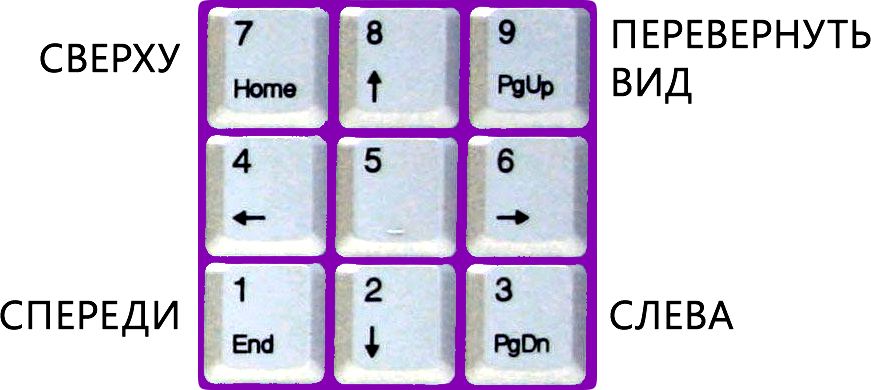 СВЕРХУ
7
Home
8
↑
9
PgUp
ПЕРЕВЕРНУТЬ
ВИД
4
←
5
6
→
СПЕРЕДИ
1
End
2
↓
3
PgDn
СЛЕВА